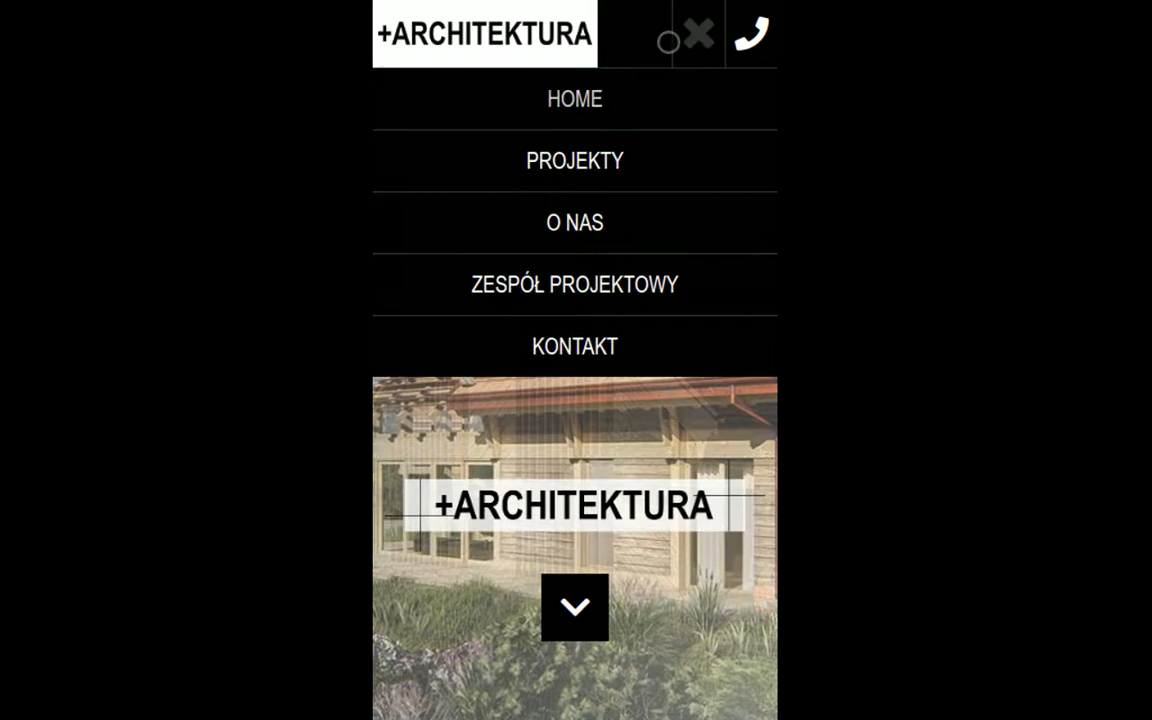 +ARCHITEKTURA
HOME
PROJEKTY
O NAS
ZESPÓŁ PROJEKTOWY
KONTAKT
+ARCHITEKTURA